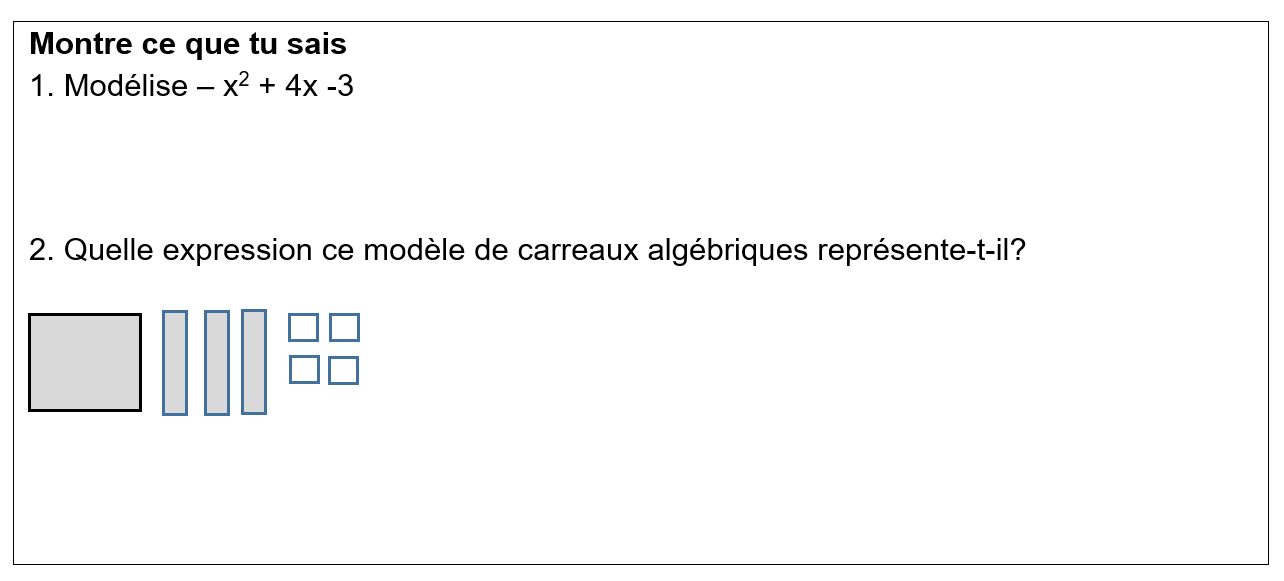 Montre ce que tu sais
1. Modélise – x² + 4x -3
2. Quelle expression ce modèle de carreaux algébriques représente-t-il?